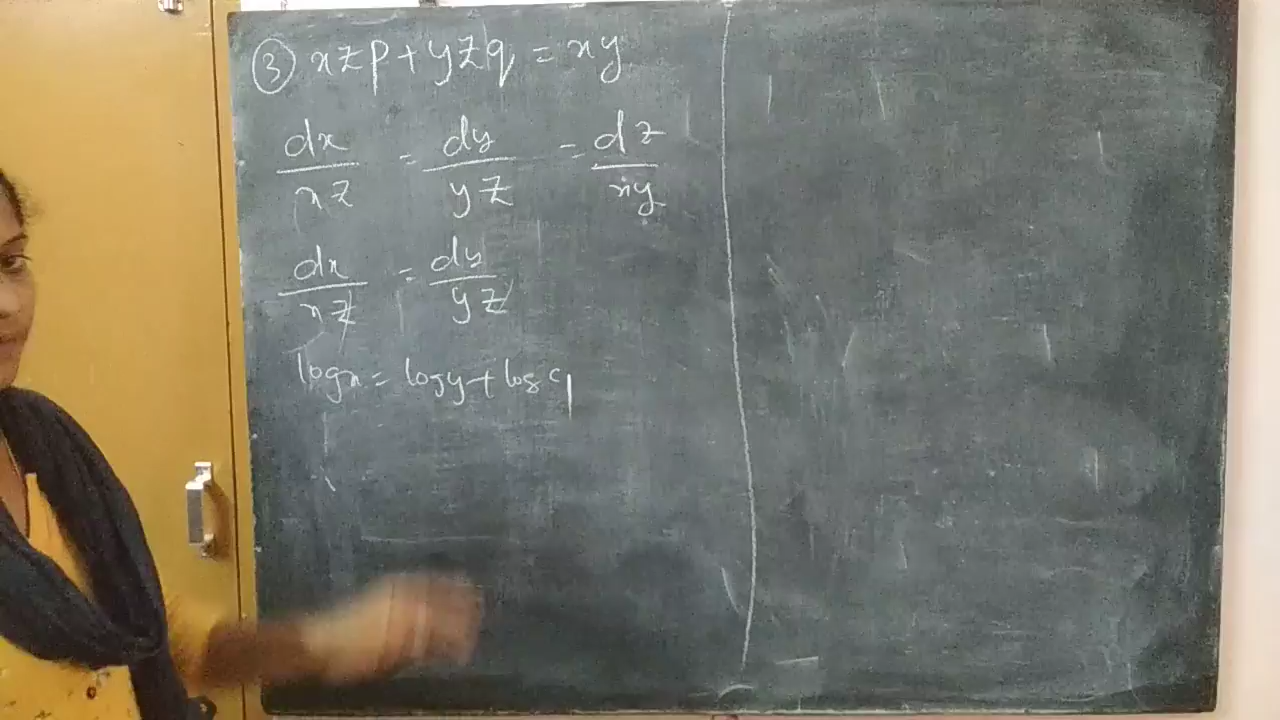 ③ xzp + yzq = xy
dx/xz = dy/yz = dz/xy
dx/xz = dy/yz
log x = log y + log c₁